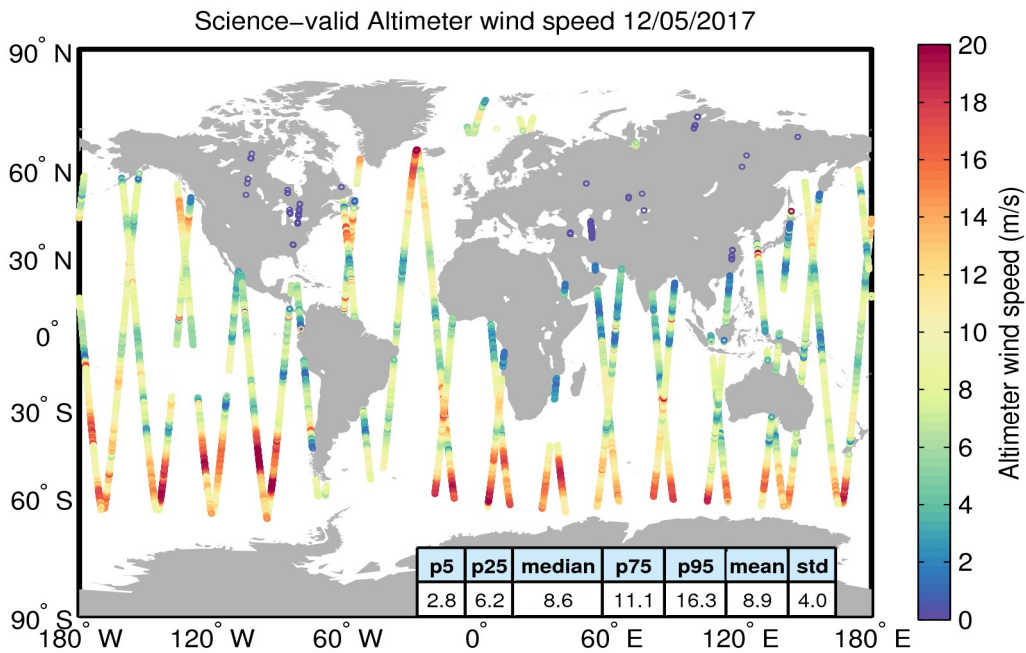 Science−valid Altimeter wind speed 12/05/2017
90° N
60° N
30° N
0°
30° S
60° S
90° S
180° W
120° W
60° W
0°
60° E
120° E
180° E
p5 p25 median p75 p95 mean std
2.8 6.2 8.6 11.1 16.3 8.9 4.0
20
18
16
14
12
10
8
6
4
2
0
Altimeter wind speed (m/s)